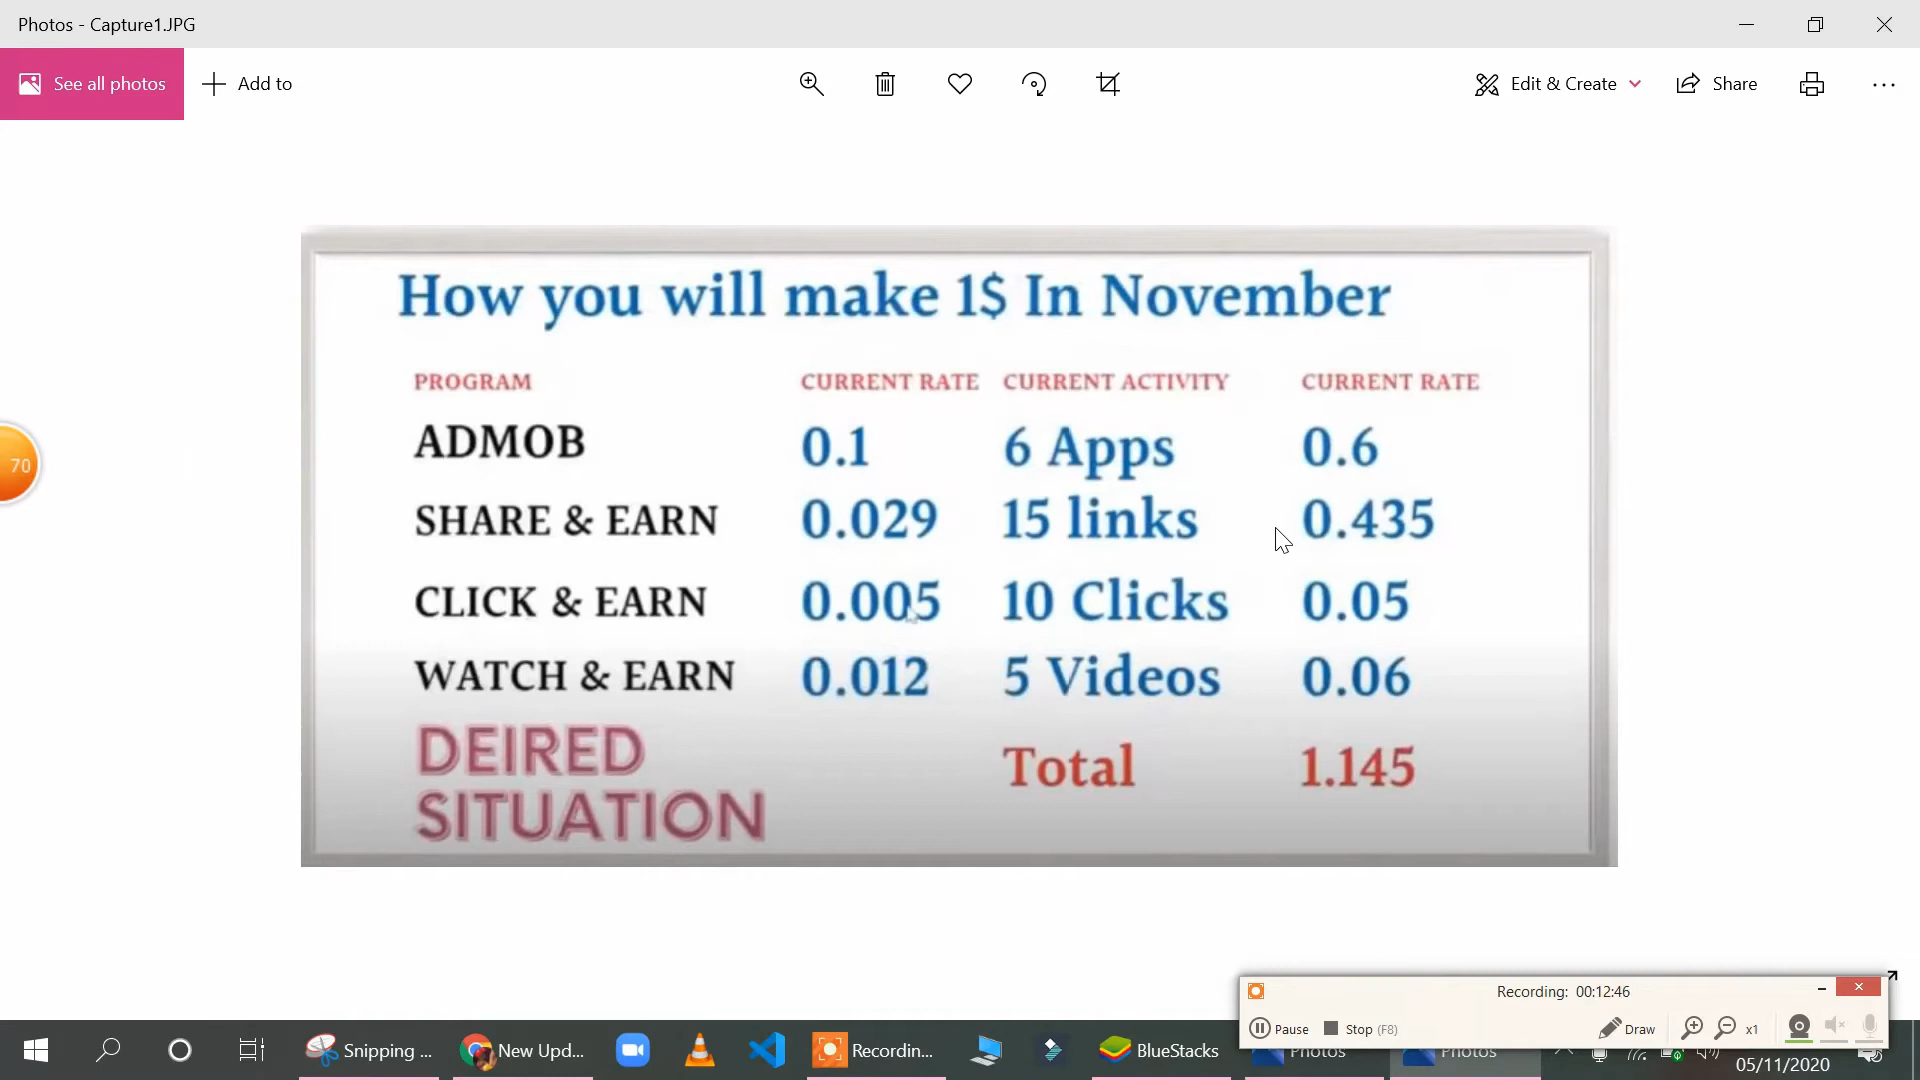 Photos - Capture1.JPG
See all photos
Add to
Edit & Create
Share
How you will make 1$ In November
PROGRAM CURRENT RATE CURRENT ACTIVITY CURRENT RATE
ADMOB 0.1 6 Apps 0.6
SHARE & EARN 0.029 15 links 0.435
CLICK & EARN 0.005 10 Clicks 0.05
WATCH & EARN 0.012 5 Videos 0.06
DEIRED
SITUATION
Total 1.145
70
Recording: 00:12:46
Pause
Stop (F8)
Draw
x1
Snipping ...
New Upd...
Recordin...
BlueStacks
Photos
Photos
05/11/2020